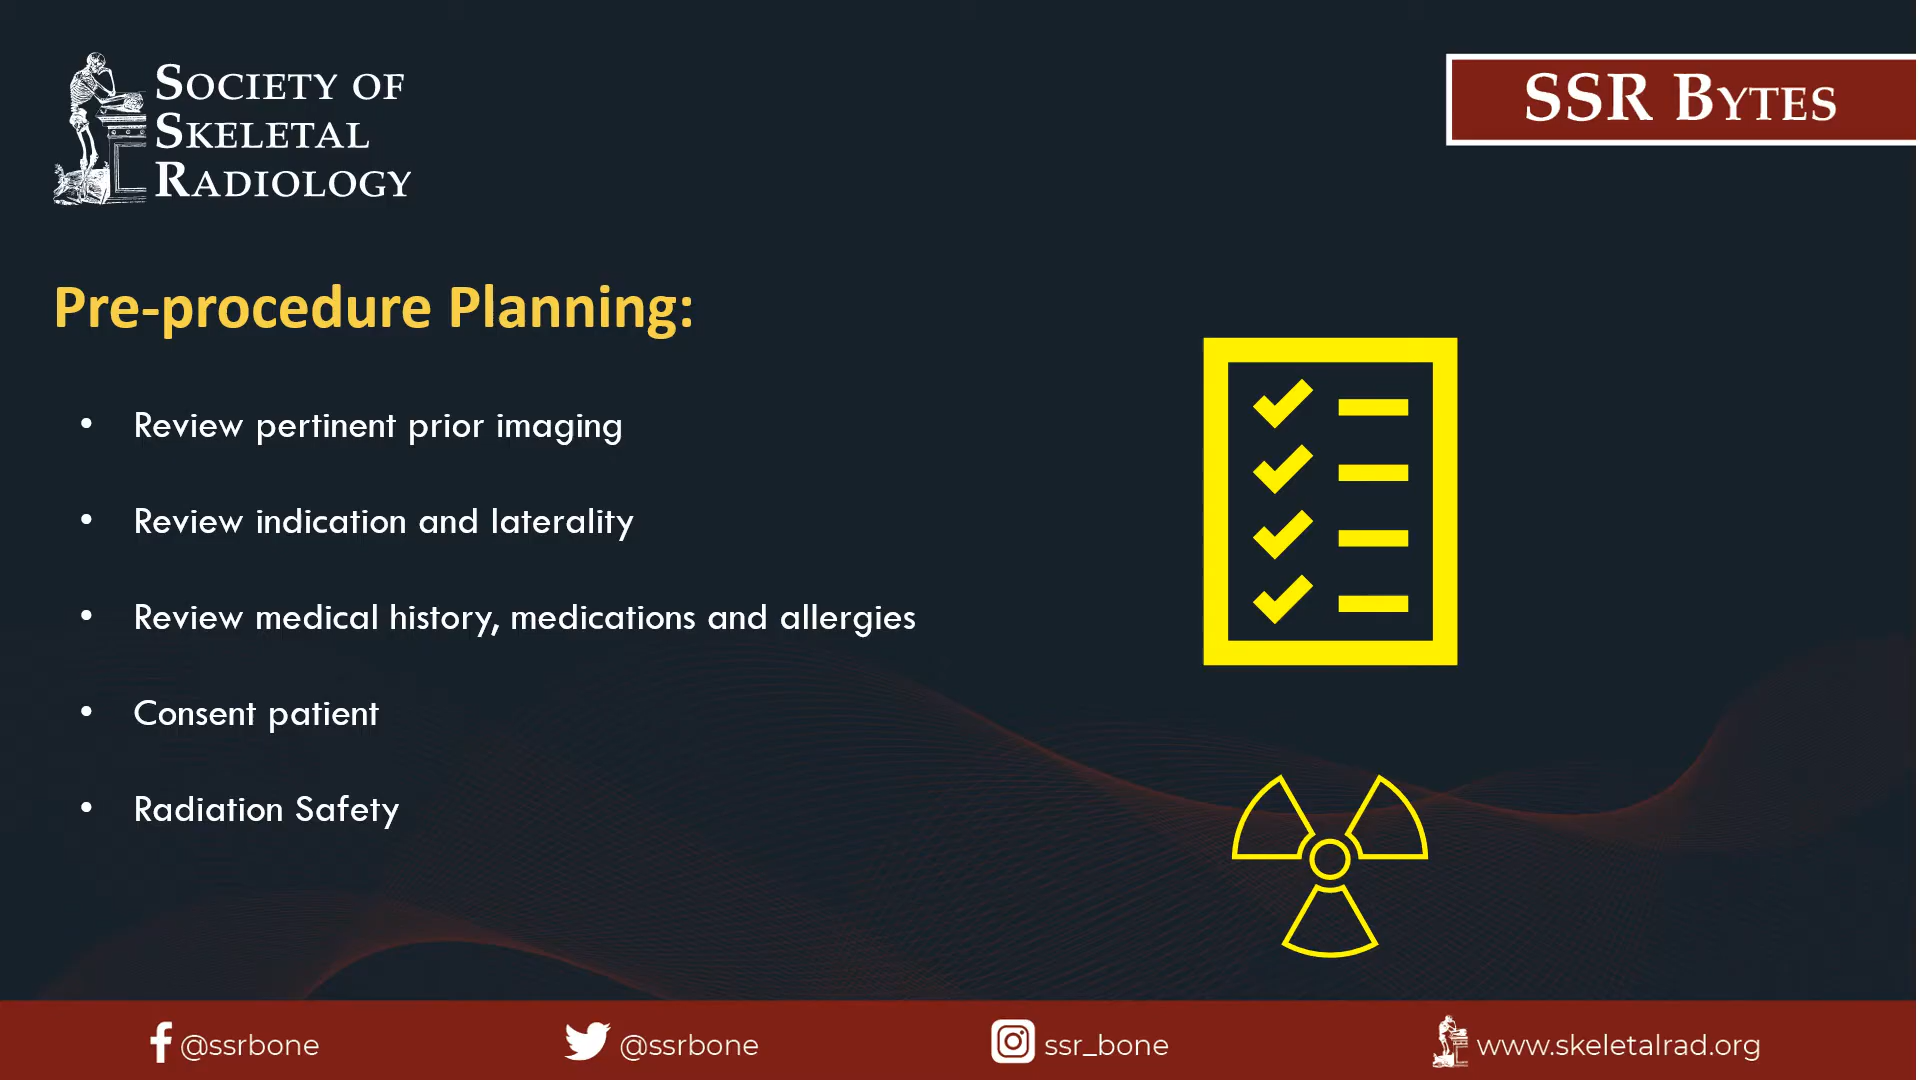 SOCIETY OF
SKELETAL
RADIOLOGY
SSR BYTES
Pre-procedure Planning:
• Review pertinent prior imaging
• Review indication and laterality
• Review medical history, medications and allergies
• Consent patient
• Radiation Safety
@ssrbone
@ssrbone
ssr_bone
www.skeletalrad.org